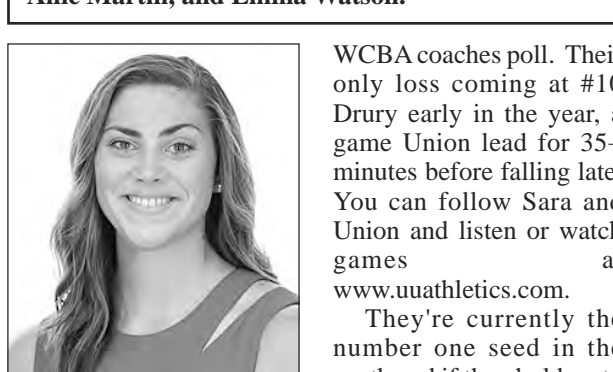 Allie Martin, and Emma Watson.
WCBA coaches poll. Their
only loss coming at #10
Drury early in the year, a
game Union lead for 35-
minutes before falling late.
You can follow Sara and
Union and listen or watch
games
www.uuathletics.com.
They're currently the
number one seed in the